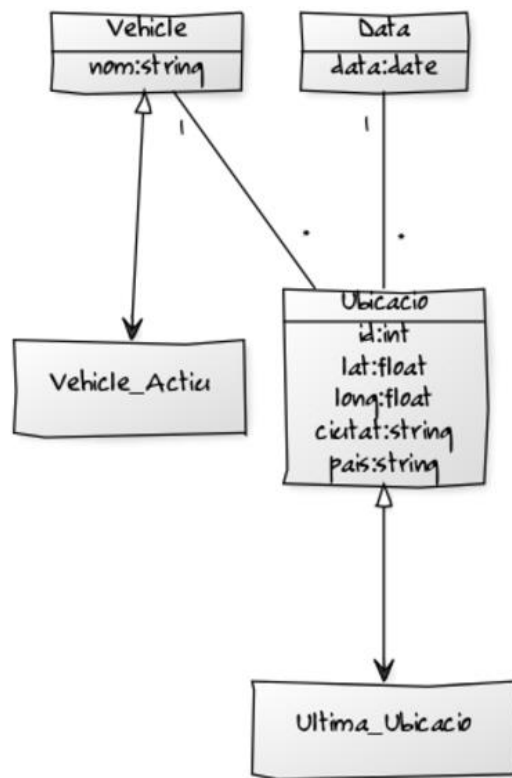 Vehicle
nom:string
Data
data:date
1
1
*
*
Vehicle_Actiu
Ubicacio
id:int
lat:float
long:float
ciutat:string
pais:string
Ultima_Ubicacio